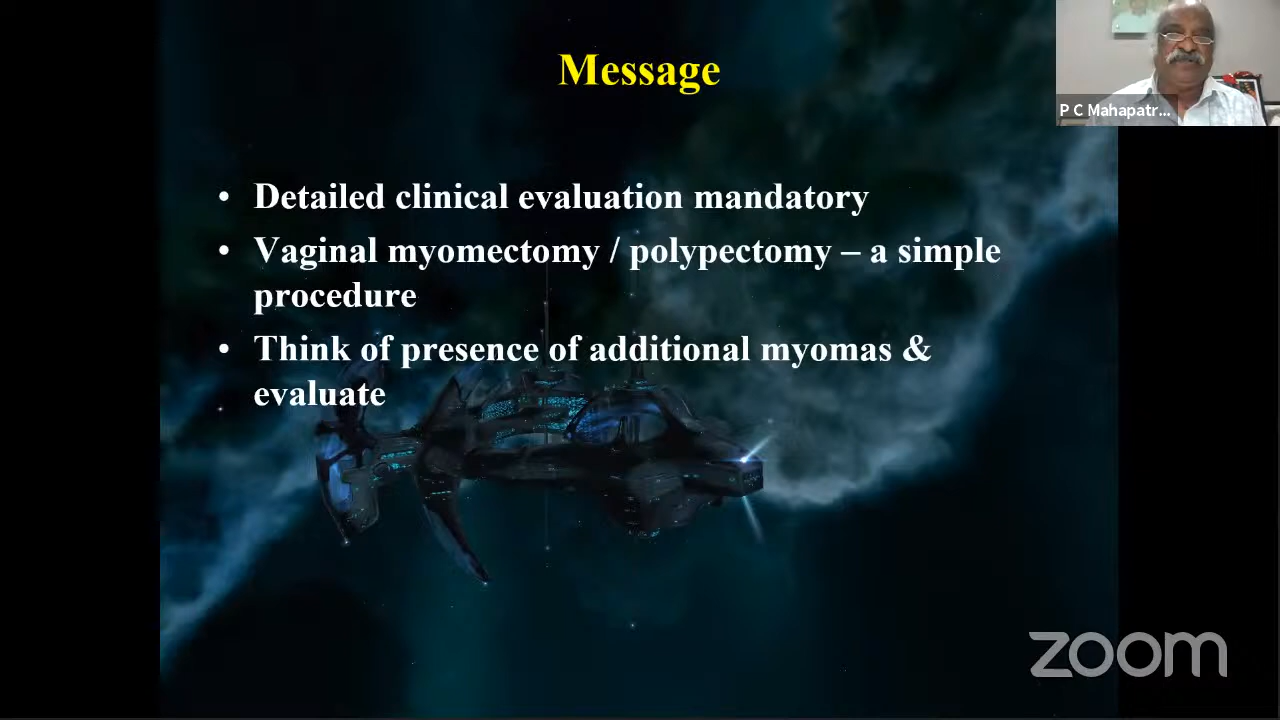 Message
P C Mahapatr...
• Detailed clinical evaluation mandatory
• Vaginal myomectomy / polypectomy – a simple
procedure
• Think of presence of additional myomas &
evaluate
zoom